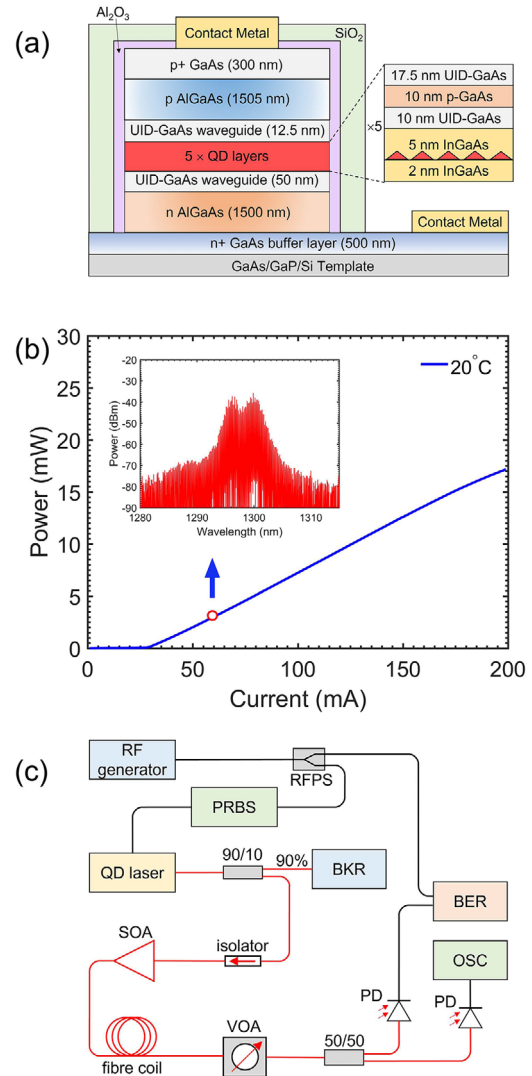 (a)
Al₂O₃
SiO₂
Contact Metal
p+ GaAs (300 nm)
p AlGaAs (1505 nm)
UID-GaAs waveguide (12.5 nm)
5 × QD layers
UID-GaAs waveguide (50 nm)
n AlGaAs (1500 nm)
17.5 nm UID-GaAs
10 nm p-GaAs
10 nm UID-GaAs
×5
5 nm InGaAs
2 nm InGaAs
Contact Metal
n+ GaAs buffer layer (500 nm)
GaAs/GaP/Si Template
(b)
30
25
20
15
10
5
0
Power (mW)
20°C
-20
-30
-40
-50
-60
-70
-80
-90
Power (dBm)
1280 1290 1300 1310
Wavelength (nm)
0 50 100 150 200
Current (mA)
(c)
RF
generator
RFPS
PRBS
QD laser
90/10
90%
BKR
BER
SOA
isolator
OSC
PD
PD
VOA
50/50
fibre coil